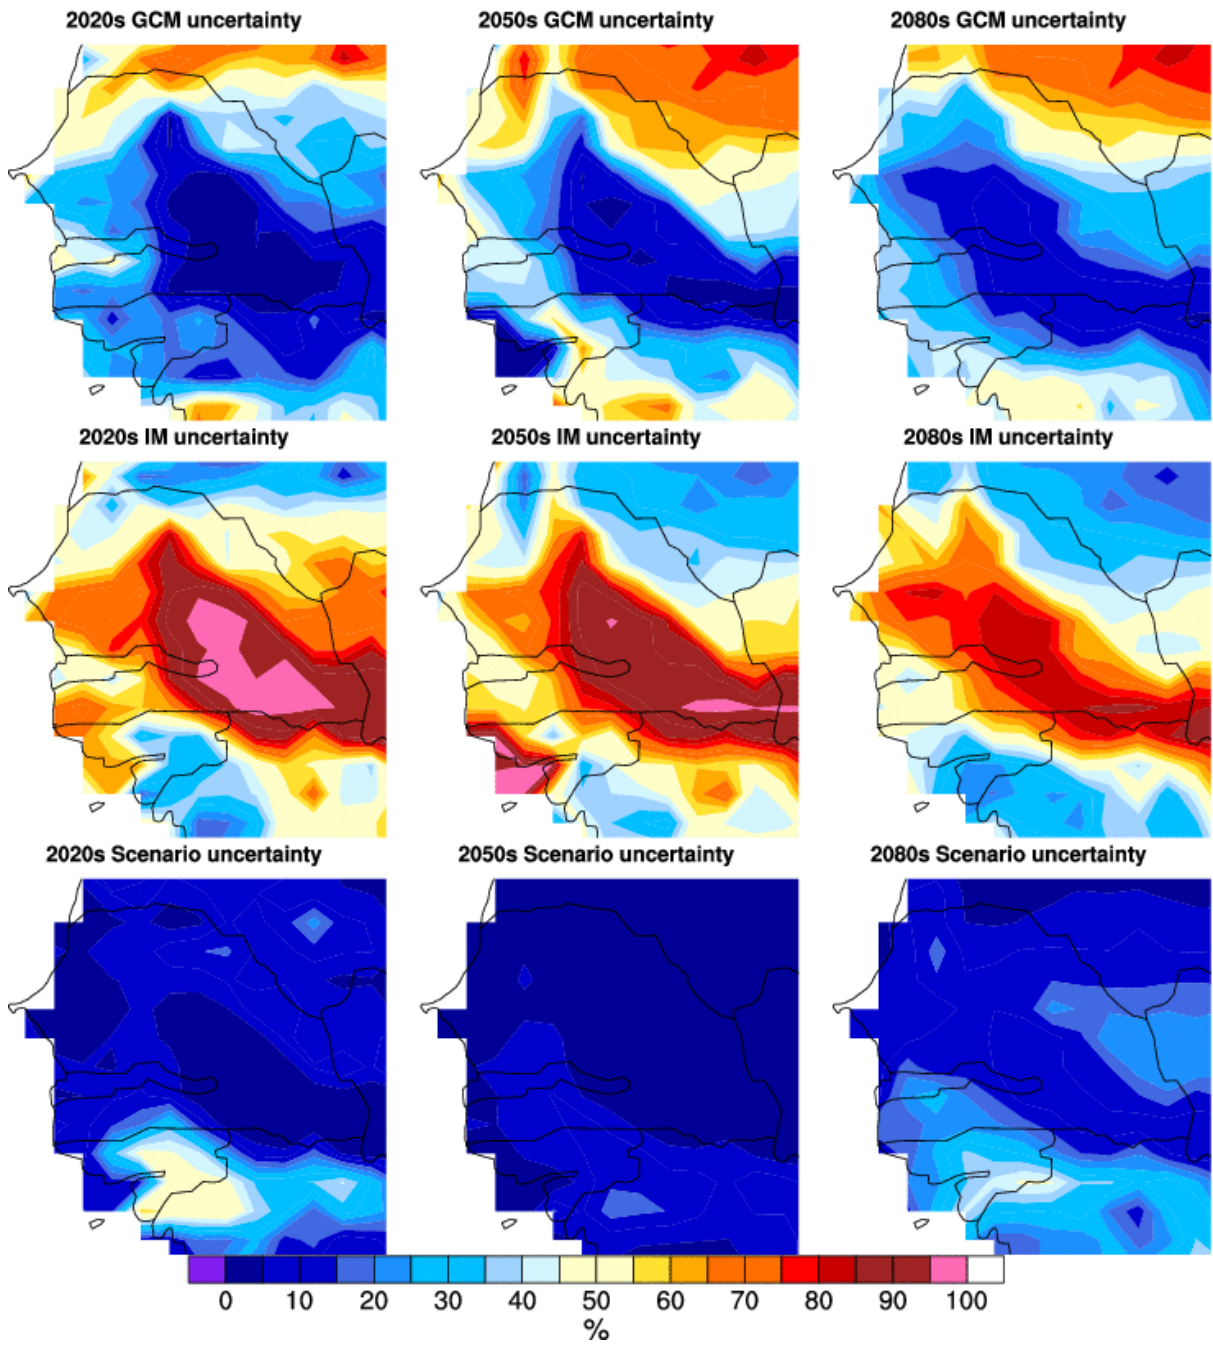 2020s GCM uncertainty 2050s GCM uncertainty 2080s GCM uncertainty
2020s IM uncertainty 2050s IM uncertainty 2080s IM uncertainty
2020s Scenario uncertainty 2050s Scenario uncertainty 2080s Scenario uncertainty
0 10 20 30 40 50 60 70 80 90 100
%